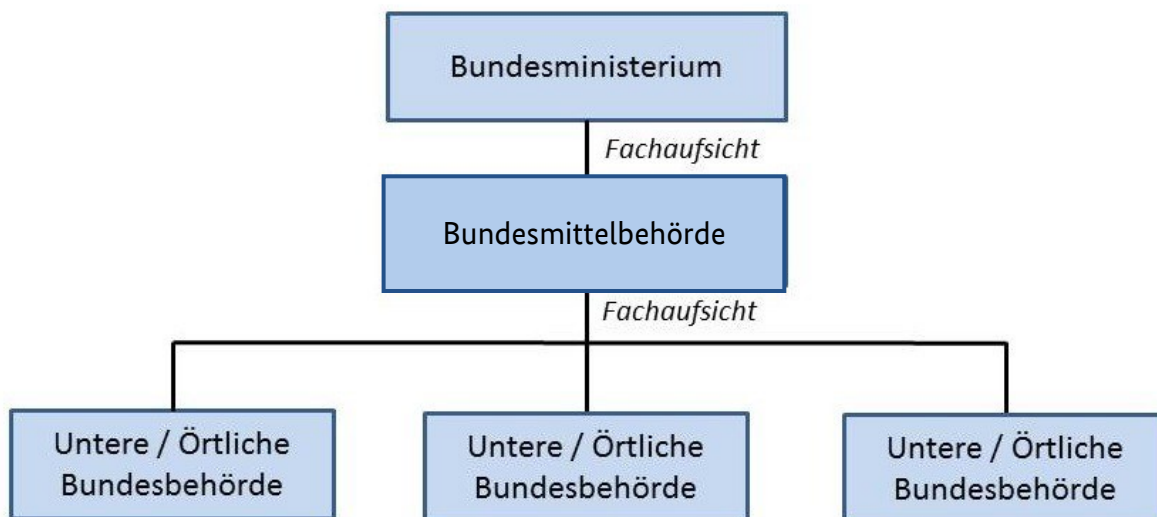 Bundesministerium
Fachaufsicht
Bundesmittelbehörde
Fachaufsicht
Untere / Örtliche
Bundesbehörde
Untere / Örtliche
Bundesbehörde
Untere / Örtliche
Bundesbehörde